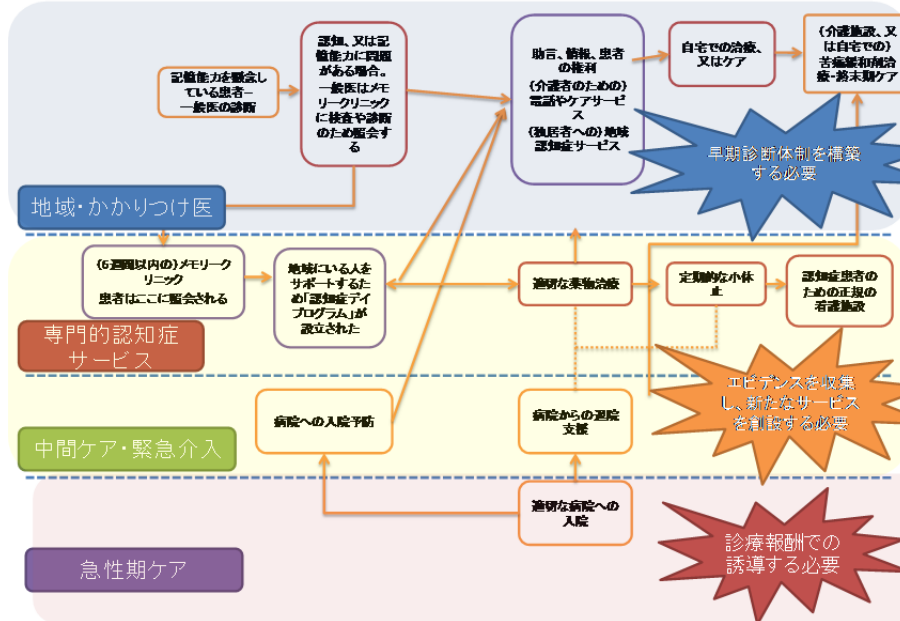 記憶能力を懸念し
ている患者ー
一般医の診断
認知、又は記
憶能力に問題
がある場合。
一般医はメモ
リークリニック
に検査や診断
のため照会す
る
助言、情報、患者
の権利
{介護者のための}
電話やケアサービ
ス
{独居者への}地域
認知症サービス
自宅での治療、
又はケア
{介護施設、又
は自宅での}
苦痛緩和剤治
療・終末期ケア
早期診断体制を構築
する必要
地域・かかりつけ医
{6週間以内の}メモリーク
リニック
患者はここに照会される
地域にいる人を
サポートするた
め「認知症デイ
プログラム」が
設立された
適切な薬物治療
定期的な小休
止
認知症患者の
ための正規の
看護施設
専門的認知症
サービス
エビデンスを収集
し、新たなサービス
を創設する必要
病院への入院予防
病院からの退院
支援
中間ケア・緊急介入
適切な病院への
入院
急性期ケア
診療報酬での
誘導する必要